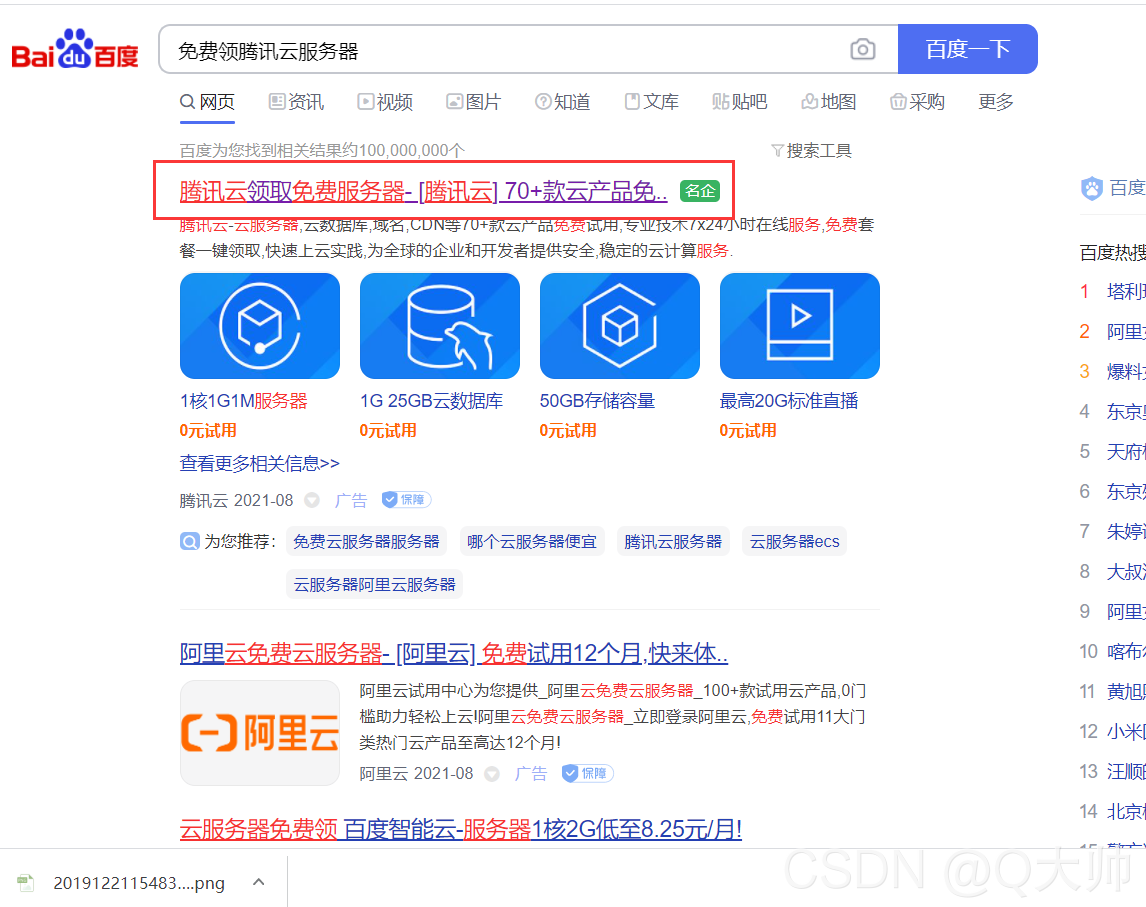 Bai du 百度
免费领腾讯云服务器
百度一下
网页 资讯 视频 图片 知道 文库 贴吧 地图 采购 更多
百度为您找到相关结果约100,000,000个 搜索工具
腾讯云领取免费服务器- [腾讯云] 70+款云产品免.. 名企
腾讯云-云服务器,云数据库,域名,CDN等70+款云产品免费试用,专业技术7x24小时在线服务,免费套
餐一键领取,快速上云实践,为全球的企业和开发者提供安全,稳定的云计算服务.
1核1G1M服务器 1G 25GB云数据库 50GB存储容量 最高20G标准直播
0元试用 0元试用 0元试用 0元试用
查看更多相关信息>>
腾讯云 2021-08 广告 保障
为您推荐: 免费云服务器服务器 哪个云服务器便宜 腾讯云服务器 云服务器ecs
云服务器阿里云服务器
阿里云免费云服务器- [阿里云] 免费试用12个月,快来体..
阿里云
阿里云试用中心为您提供_阿里云免费云服务器_100+款试用云产品,0门
槛助力轻松上云!阿里云免费云服务器_立即登录阿里云,免费试用11大门
类热门云产品至高达12个月!
阿里云 2021-08 广告 保障
云服务器免费领 百度智能云-服务器1核2G低至8.25元/月!
百度
百度热搜
1 塔利
2 阿里
3 爆料
4 东京
5 天府
6 东京
7 朱婷
8 大叔
9 阿里
10 喀布
11 黄旭
12 小米
13 汪顺
14 北京
2019122115483....png
CSDN @Q大帅